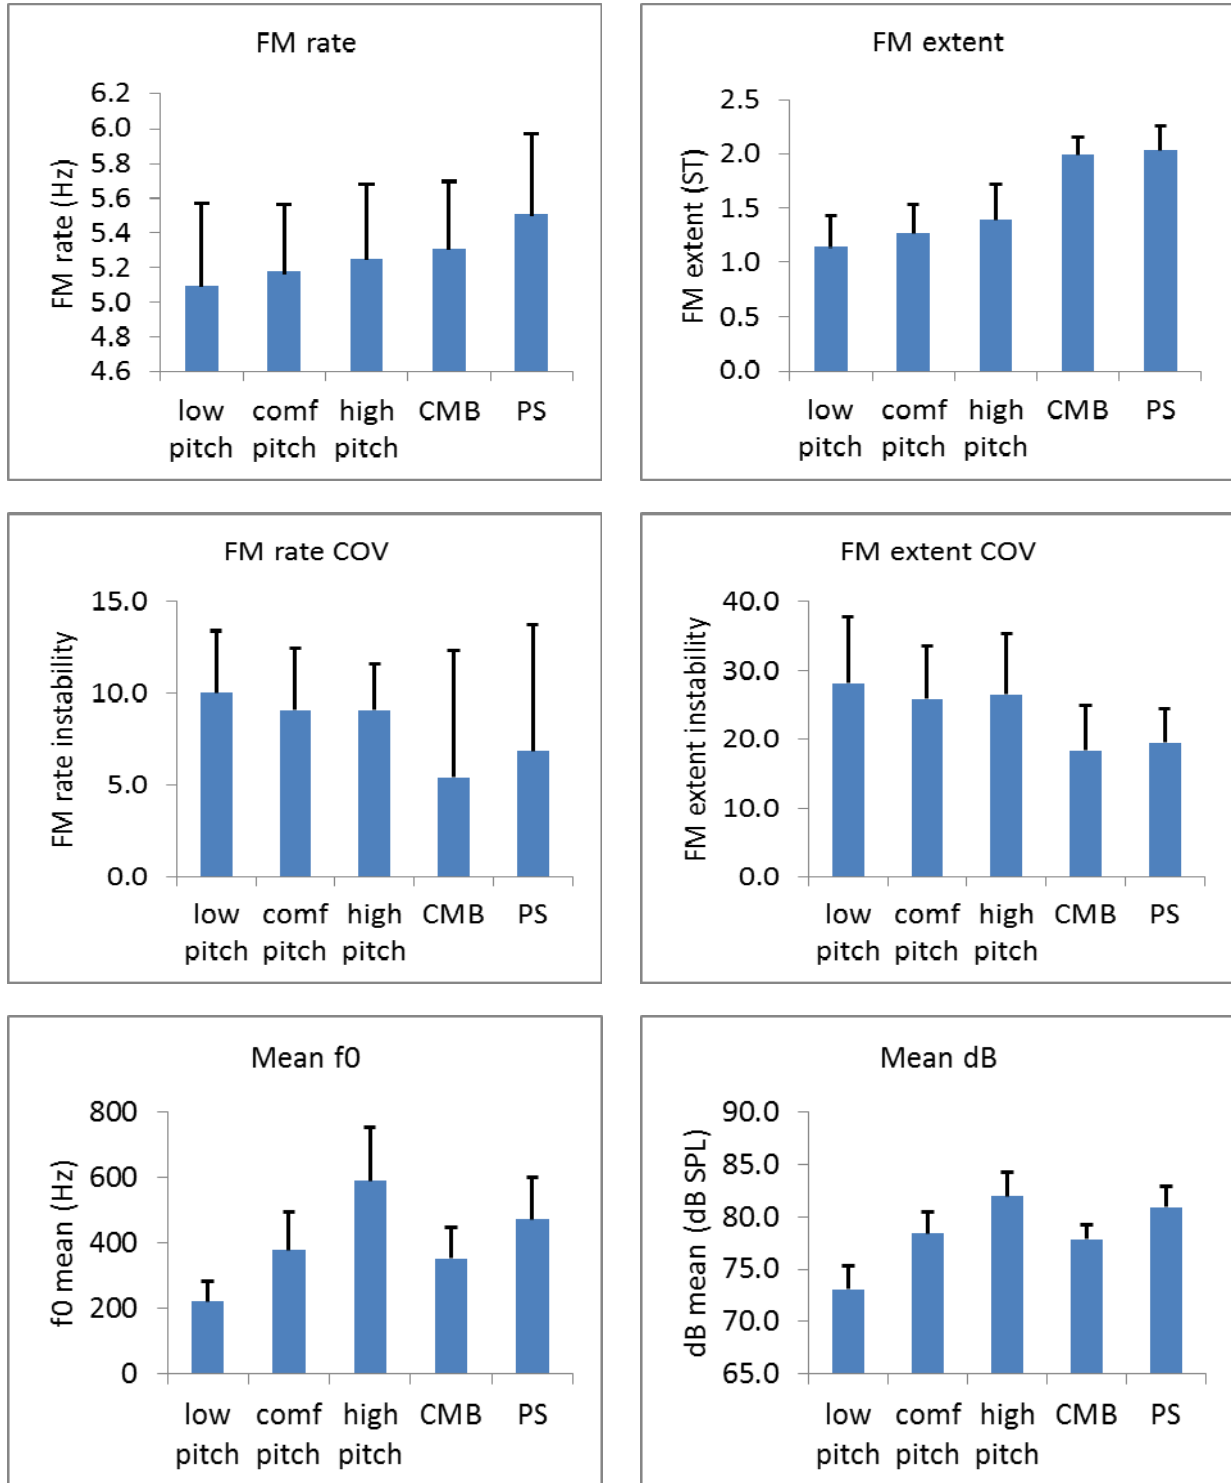 FM rate
FM rate (Hz)
6.2
6.0
5.8
5.6
5.4
5.2
5.0
4.8
4.6
low comf high CMB PS
pitch pitch pitch
FM extent
FM extent (ST)
2.5
2.0
1.5
1.0
0.5
0.0
low comf high CMB PS
pitch pitch pitch
FM rate COV
FM rate instability
15.0
10.0
5.0
0.0
low comf high CMB PS
pitch pitch pitch
FM extent COV
FM extent instability
40.0
30.0
20.0
10.0
0.0
low comf high CMB PS
pitch pitch pitch
Mean f0
f0 mean (Hz)
800
600
400
200
0
low comf high CMB PS
pitch pitch pitch
Mean dB
dB mean (dB SPL)
90.0
85.0
80.0
75.0
70.0
65.0
low comf high CMB PS
pitch pitch pitch